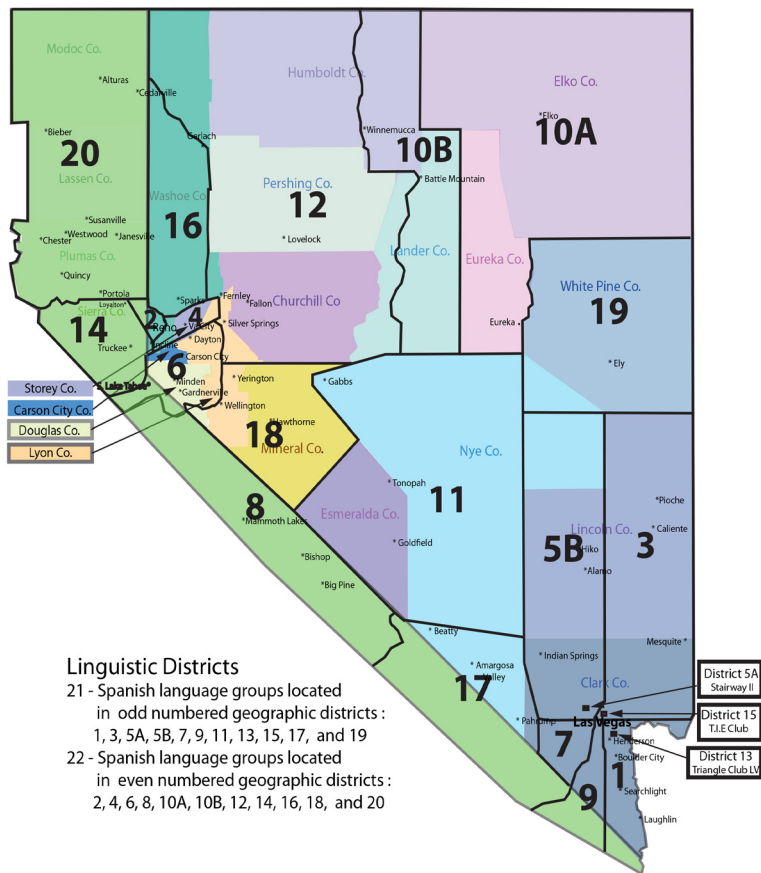 Modoc Co.
Humboldt Co.
Elko Co.
*Alturas
*Cedarville
*Elko
10A
*Bieber
20
Gerlach
*Winnemucca
10B
Lassen Co.
Washoe Co.
Pershing Co.
12
*Battle Mountain
16
*Susanville
*Westwood
*Janesville
*Chester
*Lovelock
Plumas Co.
Lander Co.
Eureka Co.
*Quincy
White Pine Co.
19
*Portola
Loyalton*
*Sparks
*Fernley
*Fallon
Churchill Co
Sierra Co.
14
2
Reno
4
*Va City
*Silver Springs
Eureka *
Truckee *
*Dayton
*Carson City
6
*Ely
S. Lake Tahoe*
*Minden
*Gardnerville
*Yerington
*Gabbs
Storey Co.
Carson City Co.
Douglas Co.
Lyon Co.
*Wellington
*Hawthorne
18
Mineral Co.
Nye Co.
8
*Mammoth Lakes
*Tonopah
11
Esmeralda Co.
*Goldfield
*Pioche
Lincoln Co.
*Caliente
5B
*Hiko
3
*Alamo
*Bishop
*Big Pine
*Beatty
Mesquite *
*Indian Springs
*Amargosa
Valley
17
Clark Co.
District 5A
Stairway II
*Pahrump
Las Vegas
District 15
T.I.E Club
7
*Henderson
*Boulder City
District 13
Triangle Club LV
1
9
*Searchlight
*Laughlin
Linguistic Districts
21 - Spanish language groups located
in odd numbered geographic districts :
1, 3, 5A, 5B, 7, 9, 11, 13, 15, 17, and 19
22 - Spanish language groups located
in even numbered geographic districts :
2, 4, 6, 8, 10A, 10B, 12, 14, 16, 18, and 20